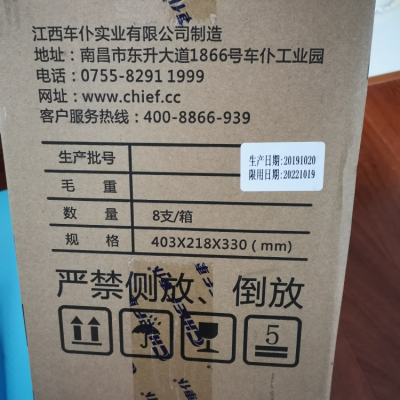 江西车仆实业有限公司制造
地址：南昌市东升大道1866号车仆工业园
电话：0755-8291 1999
网址：www.chief.cc
客户服务热线：400-8866-939
生产批号
生产日期:20191020
限用日期:20221019
毛 重
数 量 8支/箱
规 格 403X218X330（mm）
严禁侧放、倒放
5